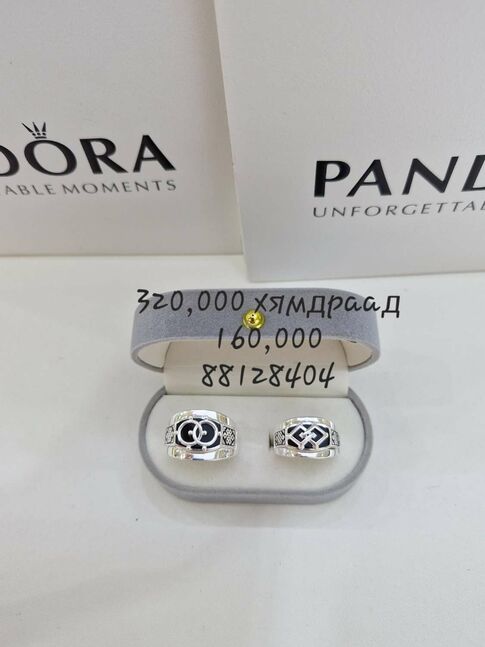 DORA
ABLE MOMENTS
PAND
UNFORGETTA
320,000 хямдраад
160,000
88128404